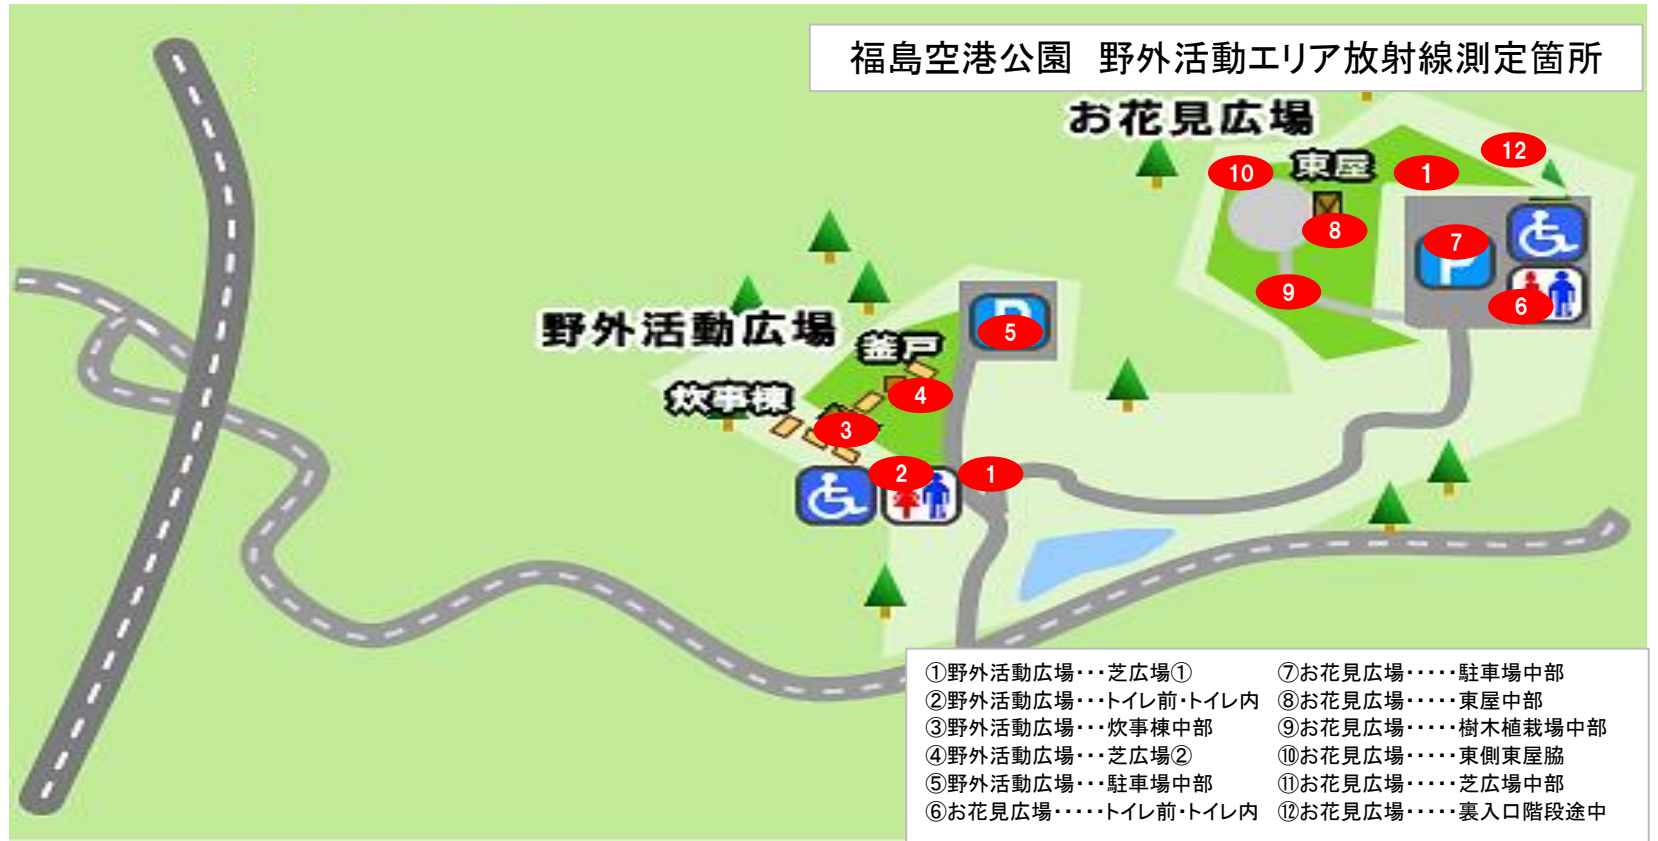 福島空港公園　野外活動エリア放射線測定箇所
お花見広場
12
東屋
10
1
8
7
P
9
6
野外活動広場
P
5
釜戸
4
炊事棟
3
2
1
①野外活動広場・・・芝広場①
②野外活動広場・・・トイレ前・トイレ内
③野外活動広場・・・炊事棟中部
④野外活動広場・・・芝広場②
⑤野外活動広場・・・駐車場中部
⑥お花見広場・・・・・トイレ前・トイレ内
⑦お花見広場・・・・・駐車場中部
⑧お花見広場・・・・・東屋中部
⑨お花見広場・・・・・樹木植栽場中部
⑩お花見広場・・・・・東側東屋脇
⑪お花見広場・・・・・芝広場中部
⑫お花見広場・・・・・裏入口階段途中